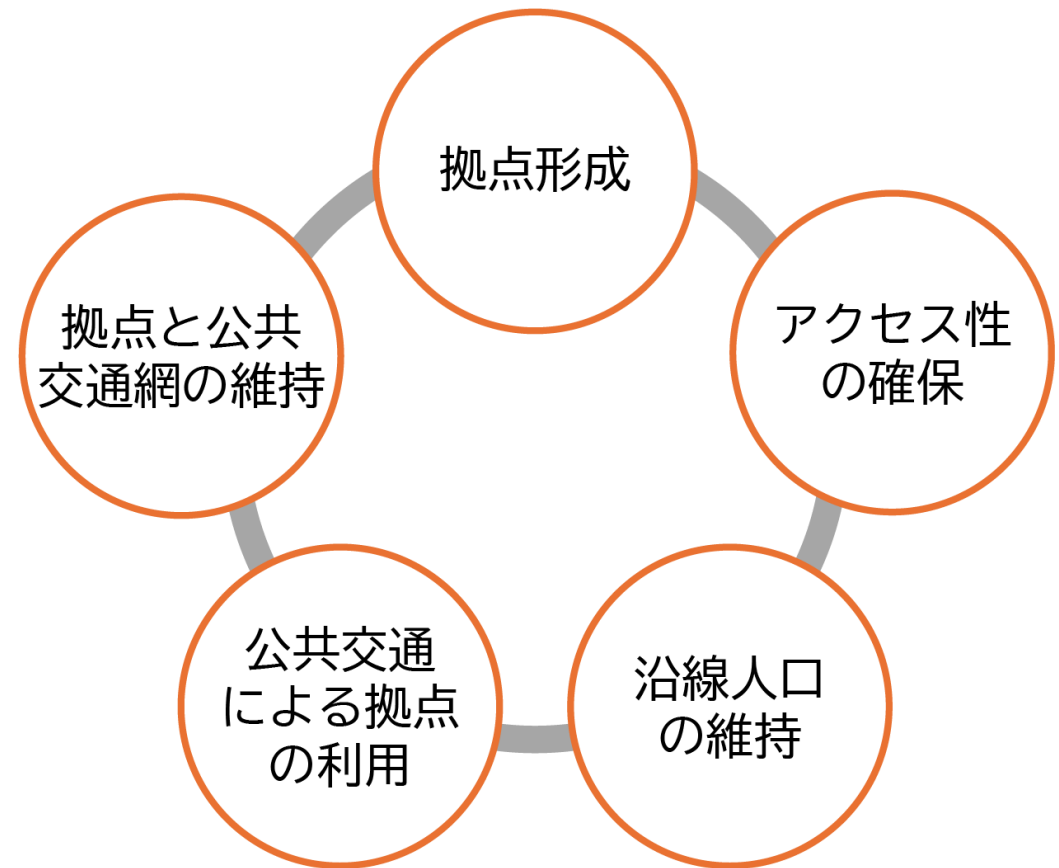 拠点形成
アクセス性
の確保
沿線人口
の維持
公共交通
による拠点
の利用
拠点と公共
交通網の維持